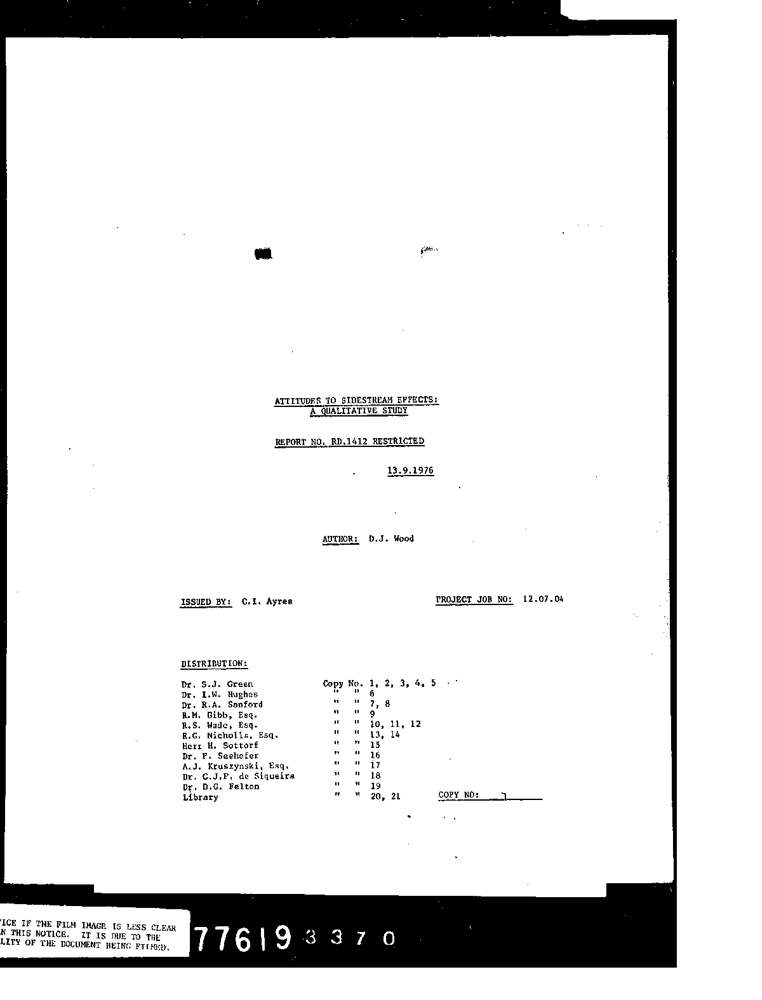 ATTITUDES TO SIDESTREAM EFFECTS:
A QUALITATIVE STUDY
REPORT NO. RD.1412 RESTRICTED
13.9.1976
AUTHOR: D.J. Wood
ISSUED BY: C.I. Ayres PROJECT JOB NO: 12.07.04
DISTRIBUTION:
Dr. S.J. Green Copy No. 1, 2, 3, 4, 5
Dr. I.W. Hughes " " 6
Dr. R.A. Sanford " " 7, 8
R.M. Gibb, Esq. " " 9
R.S. Wade, Esq. " " 10, 11, 12
R.G. Nicholls, Esq. " " 13, 14
Herr H. Sottorf " " 15
Dr. F. Seehofer " " 16
A.J. Kruszynski, Esq. " " 17
Dr. C.J.P. de Siqueira " " 18
Dr. D.G. Felton " " 19
Library " " 20, 21 COPY NO:
ICE IF THE FILM IMAGE IS LESS CLEAR
N THIS NOTICE. IT IS DUE TO THE
LITY OF THE DOCUMENT BEING FILMED.
77619 3370